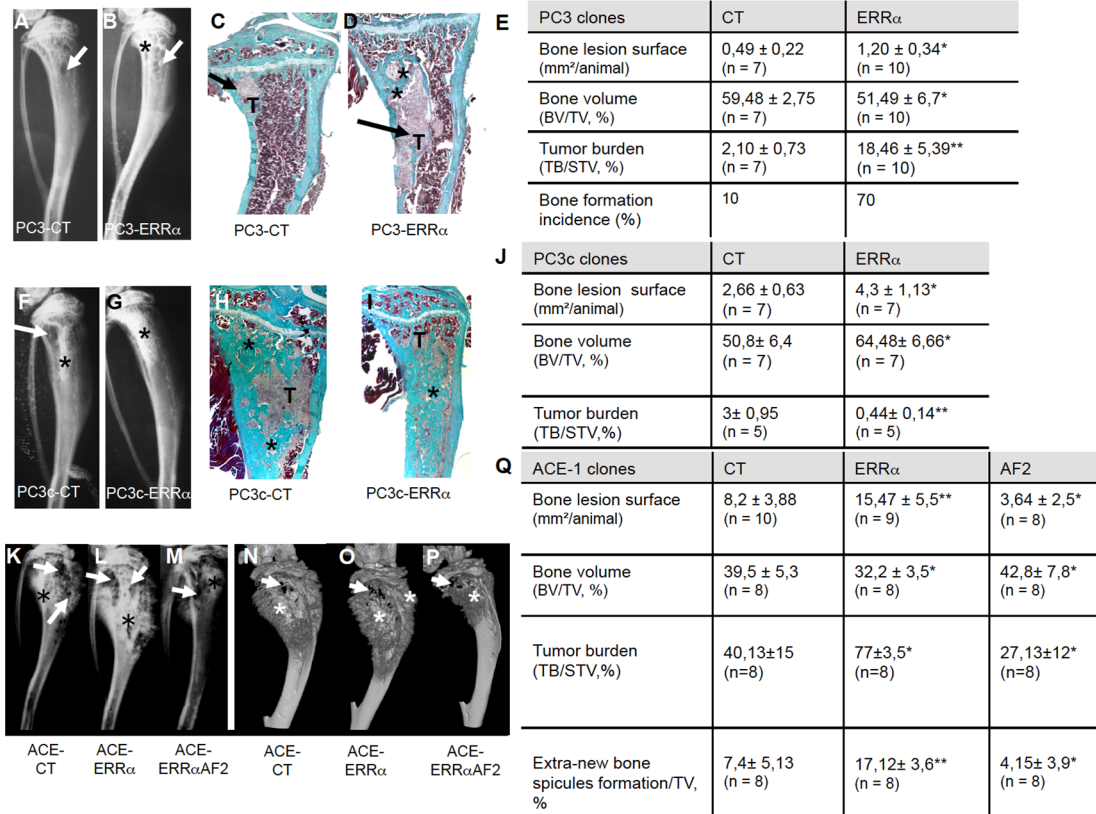 A
B
C
D
*
*
*
*
T
T
PC3-CT
PC3-ERRα
PC3-CT
PC3-ERRα
E
PC3 clones CT ERRα
Bone lesion surface 0,49 ± 0,22 1,20 ± 0,34*
(mm²/animal) (n = 7) (n = 10)
Bone volume 59,48 ± 2,75 51,49 ± 6,7*
(BV/TV, %) (n = 7) (n = 10)
Tumor burden 2,10 ± 0,73 18,46 ± 5,39**
(TB/STV, %) (n = 7) (n = 10)
Bone formation 10 70
incidence (%)
F
G
H
I
*
*
*
*
*
T
T
PC3c-CT
PC3c-ERRα
PC3c-CT
PC3c-ERRα
J
PC3c clones CT ERRα
Bone lesion surface 2,66 ± 0,63 4,3 ± 1,13*
(mm²/animal) (n = 7) (n = 7)
Bone volume 50,8± 6,4 64,48± 6,66*
(BV/TV, %) (n = 7) (n = 7)
Tumor burden 3± 0,95 0,44± 0,14**
(TB/STV,%) (n = 5) (n = 5)
K
L
M
N
O
P
*
*
*
*
*
*
*
ACE-
CT
ACE-
ERRα
ACE-
ERRαAF2
ACE-
CT
ACE-
ERRα
ACE-
ERRαAF2
Q
ACE-1 clones CT ERRα AF2
Bone lesion surface 8,2 ± 3,88 15,47 ± 5,5** 3,64 ± 2,5*
(mm²/animal) (n = 10) (n = 9) (n = 8)
Bone volume 39,5 ± 5,3 32,2 ± 3,5* 42,8± 7,8*
(BV/TV, %) (n = 8) (n = 8) (n = 8)
Tumor burden 40,13±15 77±3,5* 27,13±12*
(TB/STV,%) (n=8) (n=8) (n=8)
Extra-new bone 7,4± 5,13 17,12± 3,6** 4,15± 3,9*
spicules formation/TV, (n = 8) (n = 8) (n = 8)
%